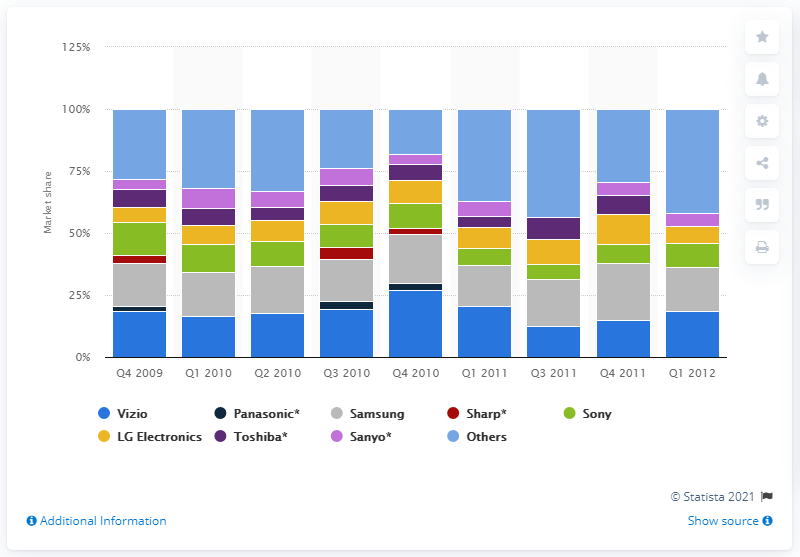 125%
100%
75%
50%
25%
0%
Market share
Q4 2009 Q1 2010 Q2 2010 Q3 2010 Q4 2010 Q1 2011 Q3 2011 Q4 2011 Q1 2012
Vizio Panasonic* Samsung Sharp* Sony
LG Electronics Toshiba* Sanyo* Others
© Statista 2021
Additional Information Show source